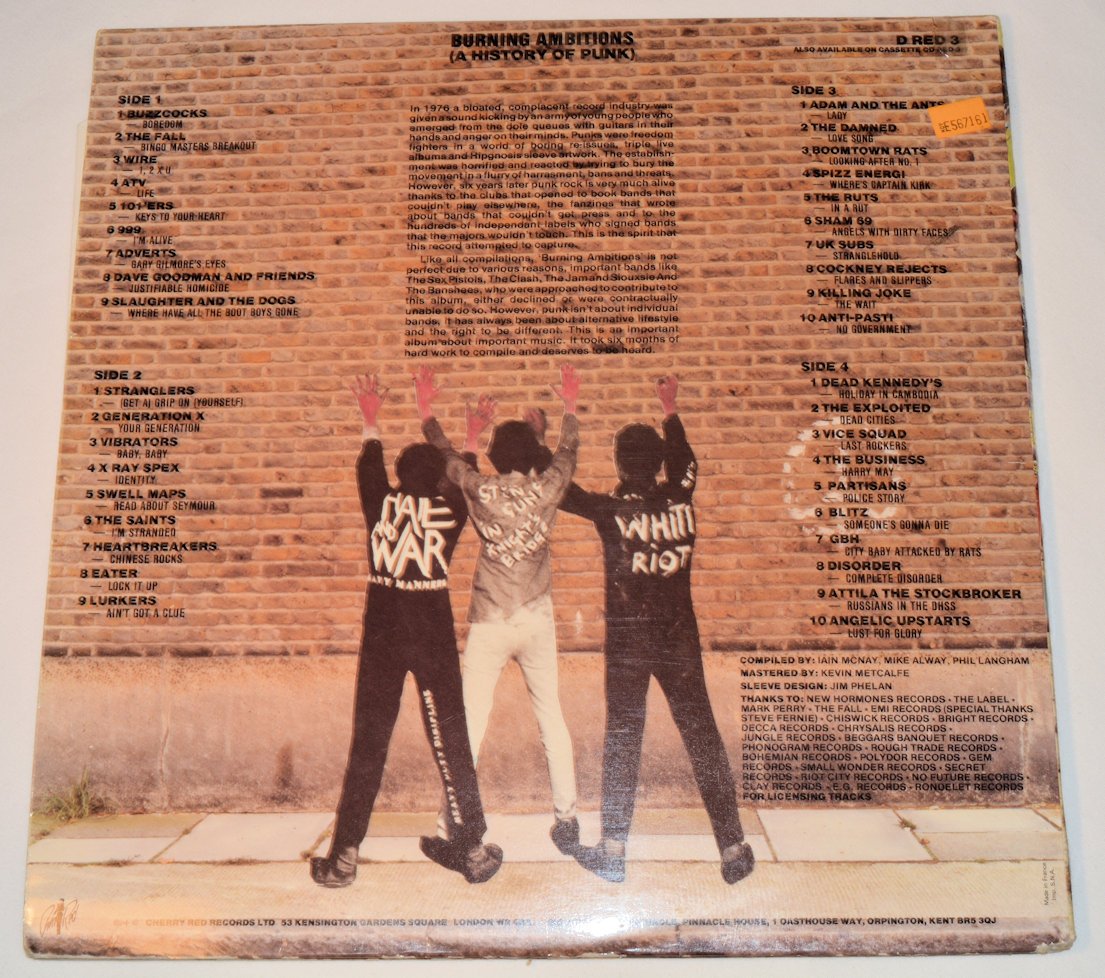 BURNING AMBITIONS
(A HISTORY OF PUNK)
D RED 3
ALSO AVAILABLE ON CASSETTE CD RED 3
SE567161
SIDE 1
1 BUZZCOCKS
— BOREDOM
2 THE FALL
— BINGO MASTERS BREAKOUT
3 WIRE
— 1, 2 X U
4 ATV
— LIFE
5 101'ERS
— KEYS TO YOUR HEART
6 999
— I'M ALIVE
7 ADVERTS
— GARY GILMORE'S EYES
8 DAVE GOODMAN AND FRIENDS
— JUSTIFIABLE HOMICIDE
9 SLAUGHTER AND THE DOGS
— WHERE HAVE ALL THE BOOT BOYS GONE
SIDE 2
1 STRANGLERS
— (GET A) GRIP ON (YOURSELF)
2 GENERATION X
— YOUR GENERATION
3 VIBRATORS
— BABY, BABY
4 X RAY SPEX
— IDENTITY
5 SWELL MAPS
— READ ABOUT SEYMOUR
6 THE SAINTS
— I'M STRANDED
7 HEARTBREAKERS
— CHINESE ROCKS
8 EATER
— LOCK IT UP
9 LURKERS
— AIN'T GOT A CLUE
In 1976 a bloated, complacent record industry was
given a sound kicking by an army of young people who
emerged from the dole queues with guitars in their
hands and anger on their minds. Punks were freedom
fighters in a world of boring re-issues, triple live
albums and Hipgnosis sleeve artwork. The establish-
ment was horrified and reacted by trying to bury the
movement in a flurry of harrasment, bans and threats.
However, six years later punk rock is very much alive
thanks to the clubs that opened to book bands that
couldn't play elsewhere, the fanzines that wrote
about bands that couldn't get press and to the
hundreds of independant labels who signed bands
that the majors wouldn't touch. This is the spirit that
this record attempted to capture.
Like all compilations, 'Burning Ambitions' is not
perfect due to various reasons, important bands like
The Sex Pistols, The Clash, The Jam and Siouxsie And
The Banshees, who were approached to contribute to
this album, either declined or were contractually
unable to do so. However, punk isn't about individual
bands, it has always been about alternative lifestyle
and the right to be different. This is an important
album about important music. It took six months of
hard work to compile and deserves to be heard.
SIDE 3
1 ADAM AND THE ANTS
— LADY
2 THE DAMNED
— LOVE SONG
3 BOOMTOWN RATS
— LOOKING AFTER NO. 1
4 SPIZZ ENERGI
— WHERE'S CAPTAIN KIRK
5 THE RUTS
— IN A RUT
6 SHAM 69
— ANGELS WITH DIRTY FACES
7 UK SUBS
— STRANGLEHOLD
8 COCKNEY REJECTS
— FLARES AND SLIPPERS
9 KILLING JOKE
— THE WAIT
10 ANTI-PASTI
— NO GOVERNMENT
SIDE 4
1 DEAD KENNEDY'S
— HOLIDAY IN CAMBODIA
2 THE EXPLOITED
— DEAD CITIES
3 VICE SQUAD
— LAST ROCKERS
4 THE BUSINESS
— HARRY MAY
5 PARTISANS
— POLICE STORY
6 BLITZ
— SOMEONE'S GONNA DIE
7 GBH
— CITY BABY ATTACKED BY RATS
8 DISORDER
— COMPLETE DISORDER
9 ATTILA THE STOCKBROKER
— RUSSIANS IN THE DHSS
10 ANGELIC UPSTARTS
— LUST FOR GLORY
WAR
MANNERS
HEAVY DUTY DISCIPLINE
STEN
GUNS
IN
KNIGHTS
BRIDGE
WHITE
RIOT
COMPILED BY: IAIN MCNAY, MIKE ALWAY, PHIL LANGHAM
MASTERED BY: KEVIN METCALFE
SLEEVE DESIGN: JIM PHELAN
THANKS TO: NEW HORMONES RECORDS • THE LABEL •
MARK PERRY • THE FALL • EMI RECORDS (SPECIAL THANKS
STEVE FERNIE) • CHISWICK RECORDS • BRIGHT RECORDS •
DECCA RECORDS • CHRYSALIS RECORDS •
JUNGLE RECORDS • BEGGARS BANQUET RECORDS •
PHONOGRAM RECORDS • ROUGH TRADE RECORDS •
BOHEMIAN RECORDS • POLYDOR RECORDS • GEM
RECORDS • SMALL WONDER RECORDS • SECRET
RECORDS • RIOT CITY RECORDS • NO FUTURE RECORDS •
CLAY RECORDS • E.G. RECORDS • RONDELET RECORDS
FOR LICENSING TRACKS
Made in France
Imp. S.N.A.
CHERRY RED RECORDS LTD 53 KENSINGTON GARDENS SQUARE LONDON PINNACLE, PINNACLE HOUSE, 1 OASTHOUSE WAY, ORPINGTON, KENT BR5 3QJ